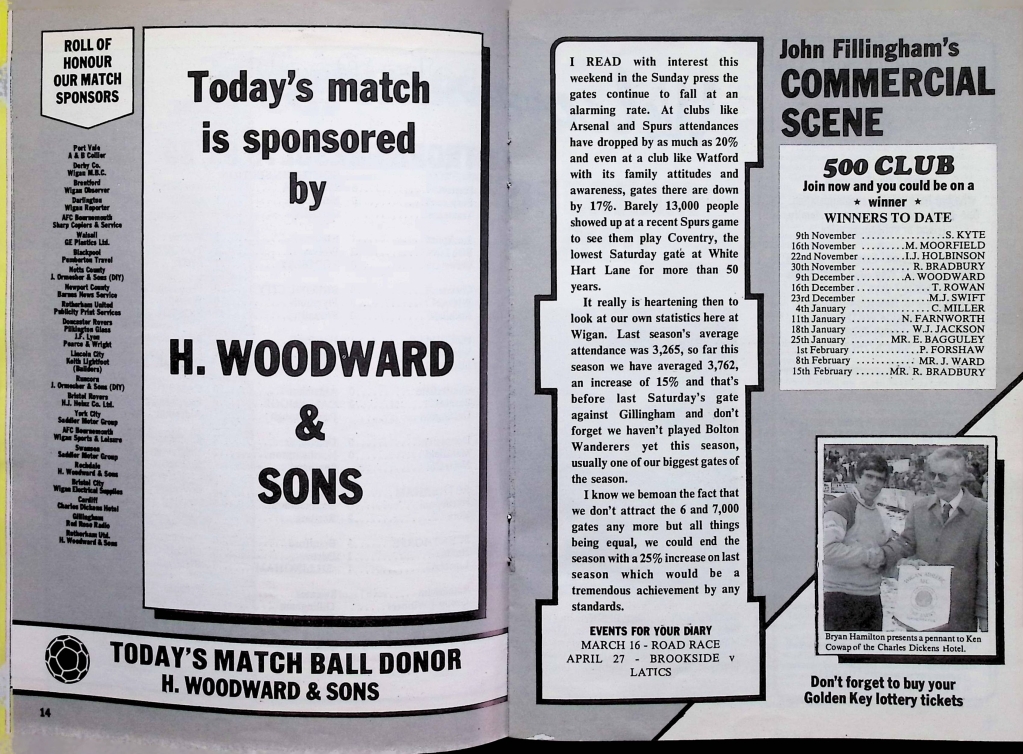 ROLL OF
HONOUR
OUR MATCH
SPONSORS
Port Vale
A & B Collier
Derby Co.
Wigan M.B.C.
Brentford
Wigan Observer
Darlington
Wigan Reporter
AFC Bournemouth
Sharp Copiers & Service
Walsall
GE Plastics Ltd.
Blackpool
Pemberton Travel
Notts County
J. Ormesher & Sons (DIY)
Newport County
Barnes News Service
Rotherham United
Publicity Print Services
Doncaster Rovers
Pilkington Glass
J.F. Lyon
Pearce & Wright
Lincoln City
Keith Lightfoot
(Builders)
Runcorn
J. Ormesher & Sons (DIY)
Bristol Rovers
H.J. Heinz Co. Ltd.
York City
Saddler Motor Group
AFC Bournemouth
Wigan Sports & Leisure
Swansea
Saddler Motor Group
Rochdale
H. Woodward & Sons
Bristol City
Wigan Electrical Supplies
Cardiff
Charles Dickens Hotel
Gillingham
Red Rose Radio
Rotherham Utd.
H. Woodward & Sons
Today's match
is sponsored
by
H. WOODWARD
&
SONS
TODAY'S MATCH BALL DONOR
H. WOODWARD & SONS
14
I READ with interest this
weekend in the Sunday press the
gates continue to fall at an
alarming rate. At clubs like
Arsenal and Spurs attendances
have dropped by as much as 20%
and even at a club like Watford
with its family attitudes and
awareness, gates there are down
by 17%. Barely 13,000 people
showed up at a recent Spurs game
to see them play Coventry, the
lowest Saturday gate at White
Hart Lane for more than 50
years.
It really is heartening then to
look at our own statistics here at
Wigan. Last season's average
attendance was 3,265, so far this
season we have averaged 3,762,
an increase of 15% and that's
before last Saturday's gate
against Gillingham and don't
forget we haven't played Bolton
Wanderers yet this season,
usually one of our biggest gates of
the season.
I know we bemoan the fact that
we don't attract the 6 and 7,000
gates any more but all things
being equal, we could end the
season with a 25% increase on last
season which would be a
tremendous achievement by any
standards.
EVENTS FOR YOUR DIARY
MARCH 16 - ROAD RACE
APRIL 27 - BROOKSIDE v
LATICS
John Fillingham's
COMMERCIAL
SCENE
500 CLUB
Join now and you could be on a
★ winner ★
WINNERS TO DATE
9th November ................S. KYTE
16th November .........M. MOORFIELD
22nd November ........I.J. HOLBINSON
30th November .......... R. BRADBURY
9th December ..........A. WOODWARD
16th December ..............T. ROWAN
23rd December .............M.J. SWIFT
4th January ................C. MILLER
11th January ..........N. FARNWORTH
18th January ............W.J. JACKSON
25th January ........MR. E. BAGGULEY
1st February .............P. FORSHAW
8th February .............MR. J. WARD
15th February .......MR. R. BRADBURY
Bryan Hamilton presents a pennant to Ken
Cowap of the Charles Dickens Hotel.
Don't forget to buy your
Golden Key lottery tickets